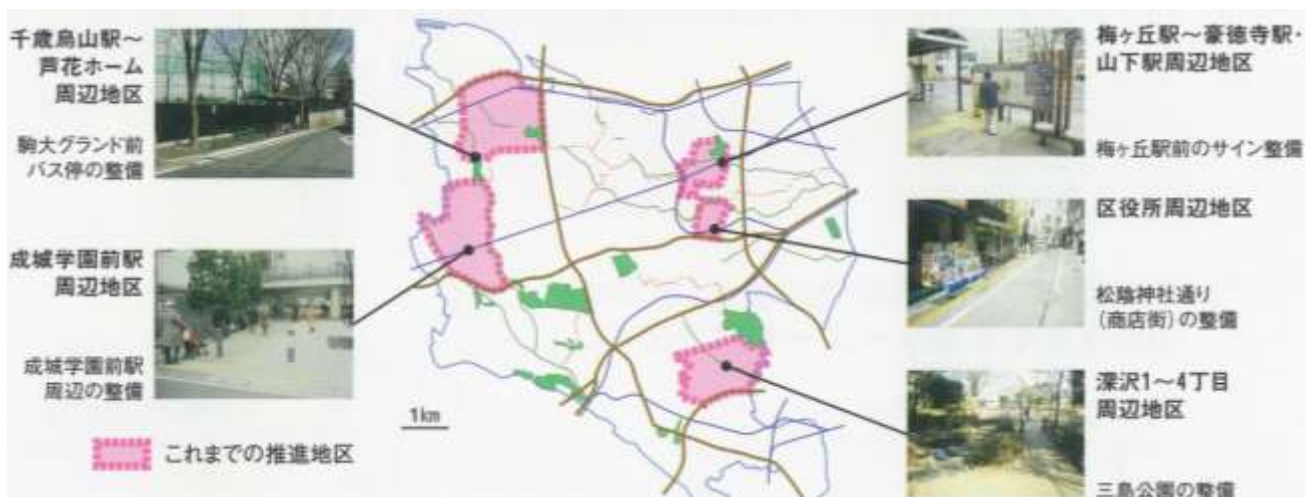 千歳烏山駅～
芦花ホーム
周辺地区
駒大グランド前
バス停の整備
成城学園前駅
周辺地区
成城学園前駅
周辺の整備
これまでの推進地区
1km
梅ヶ丘駅～豪徳寺駅・
山下駅周辺地区
梅ヶ丘駅前のサイン整備
区役所周辺地区
松陰神社通り
(商店街)の整備
深沢1～4丁目
周辺地区
三島公園の整備